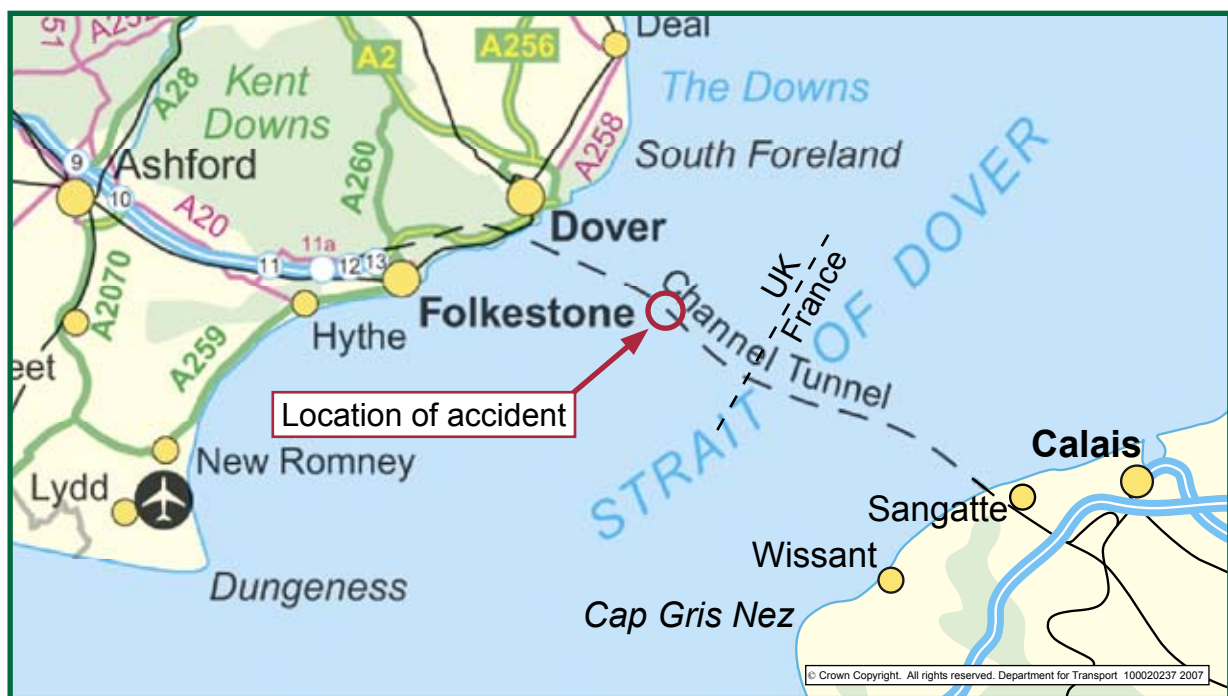 Deal
A252
51
A28
A2
A256
Kent
Downs
The Downs
A258
South Foreland
9
Ashford
10
A260
A20
Dover
11a
11
12
13
A2070
Folkestone
Hythe
eet
A259
Channel Tunnel
UK
France
STRAIT OF DOVER
Location of accident
New Romney
Lydd
Calais
Sangatte
Wissant
Dungeness
Cap Gris Nez
© Crown Copyright. All rights reserved. Department for Transport 100020237 2007